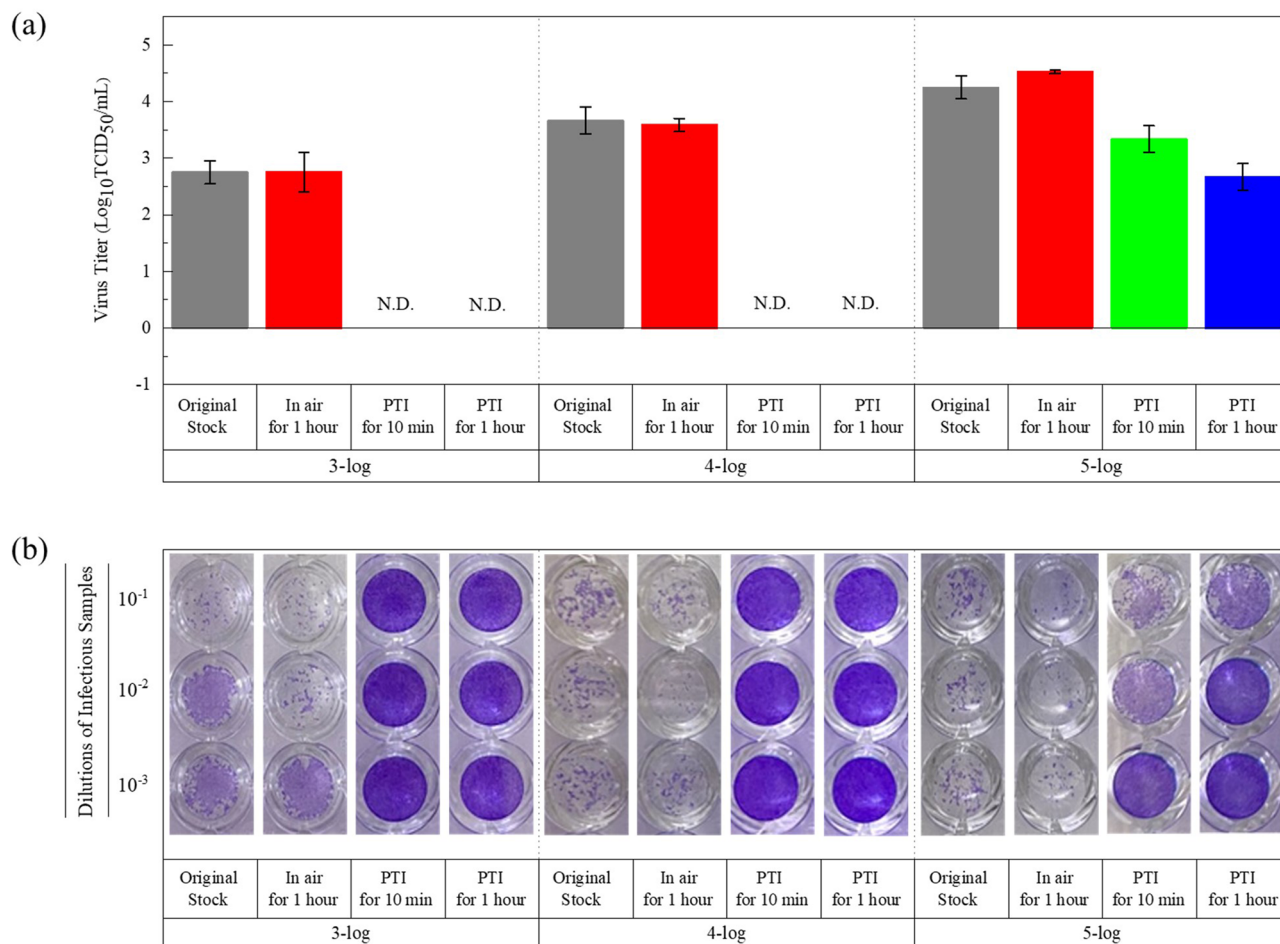 (a)
Virus Titer (Log10TCID50/mL)
5
4
3
2
1
0
-1
N.D.
N.D.
N.D.
N.D.
Original Stock
In air for 1 hour
PTI for 10 min
PTI for 1 hour
Original Stock
In air for 1 hour
PTI for 10 min
PTI for 1 hour
Original Stock
In air for 1 hour
PTI for 10 min
PTI for 1 hour
3-log
4-log
5-log
(b)
Dilutions of Infectious Samples
10-1
10-2
10-3
Original Stock
In air for 1 hour
PTI for 10 min
PTI for 1 hour
Original Stock
In air for 1 hour
PTI for 10 min
PTI for 1 hour
Original Stock
In air for 1 hour
PTI for 10 min
PTI for 1 hour
3-log
4-log
5-log